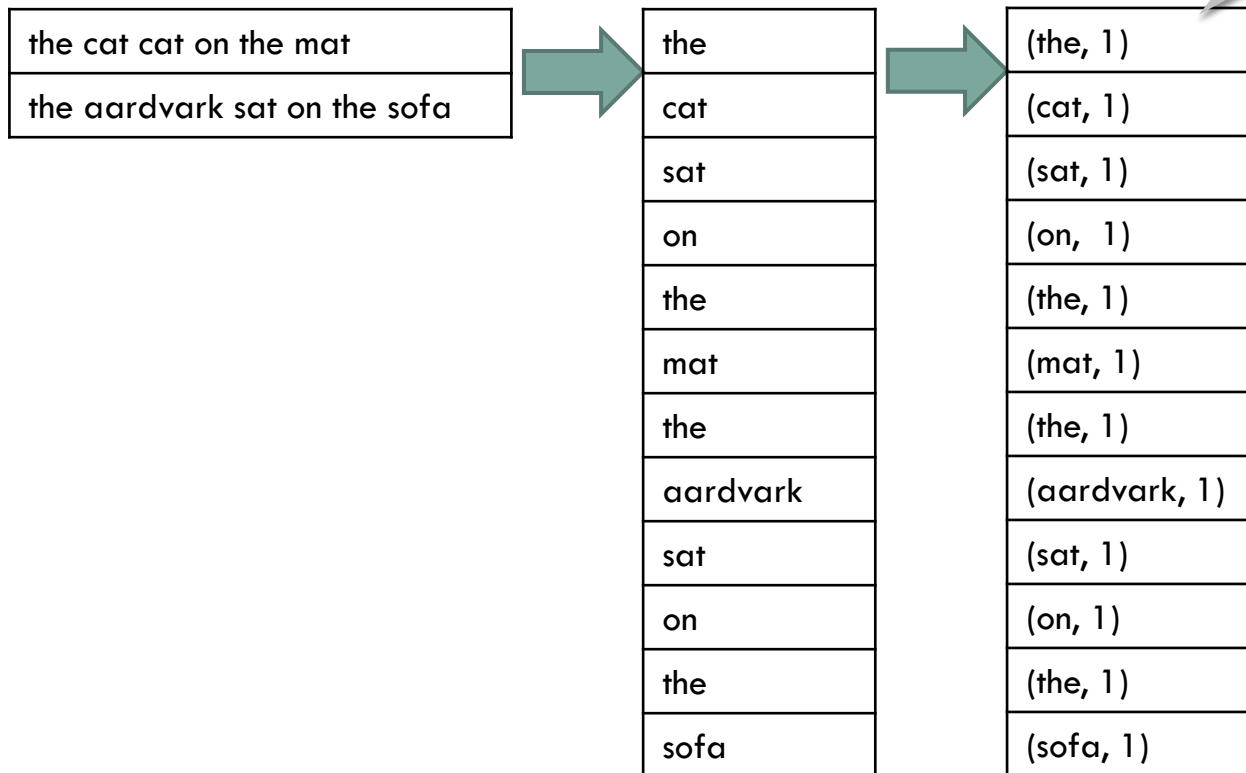 the cat cat on the mat
the aardvark sat on the sofa
the
cat
sat
on
the
mat
the
aardvark
sat
on
the
sofa
(the, 1)
(cat, 1)
(sat, 1)
(on, 1)
(the, 1)
(mat, 1)
(the, 1)
(aardvark, 1)
(sat, 1)
(on, 1)
(the, 1)
(sofa, 1)